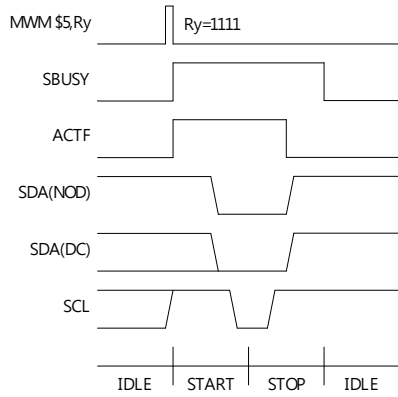 MWM $5,Ry
Ry=1111
SBUSY
ACTF
SDA(NOD)
SDA(DC)
SCL
IDLE START STOP IDLE